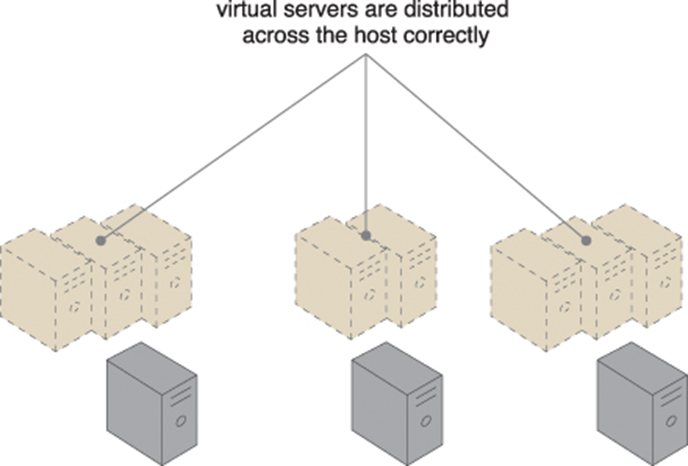 virtual servers are distributed
across the host correctly